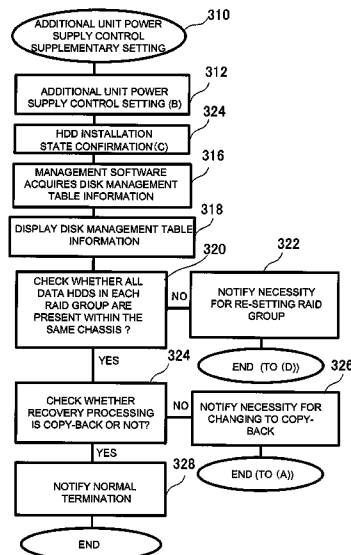 ADDITIONAL UNIT POWER
SUPPLY CONTROL
SUPPLEMENTARY SETTING
310
ADDITIONAL UNIT POWER
SUPPLY CONTROL SETTING (B)
312
HDD INSTALLATION
STATE CONFIRMATION(C)
324
MANAGEMENT SOFTWARE
ACQUIRES DISK MANAGEMENT
TABLE INFORMATION
316
DISPLAY DISK MANAGEMENT TABLE
INFORMATION
318
CHECK WHETHER ALL
DATA HDDS IN EACH
RAID GROUP ARE
PRESENT WITHIN THE
SAME CHASSIS ?
320
NO
NOTIFY NECESSITY
FOR RE-SETTING RAID
GROUP
322
END (TO (D))
YES
CHECK WHETHER
RECOVERY PROCESSING
IS COPY-BACK OR NOT?
324
NO
NOTIFY NECESSITY FOR
CHANGING TO COPY-
BACK
326
END (TO (A))
YES
NOTIFY NORMAL
TERMINATION
328
END